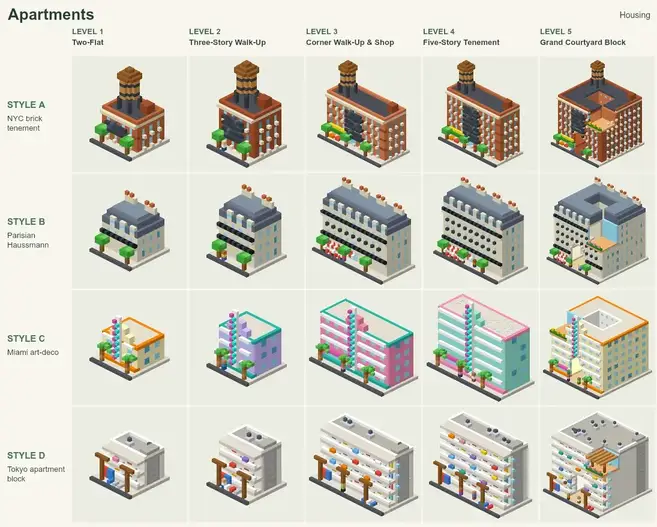 Apartments
Housing
LEVEL 1
Two-Flat
LEVEL 2
Three-Story Walk-Up
LEVEL 3
Corner Walk-Up & Shop
LEVEL 4
Five-Story Tenement
LEVEL 5
Grand Courtyard Block
STYLE A
NYC brick
tenement
STYLE B
Parisian
Haussmann
STYLE C
Miami art-deco
STYLE D
Tokyo apartment
block